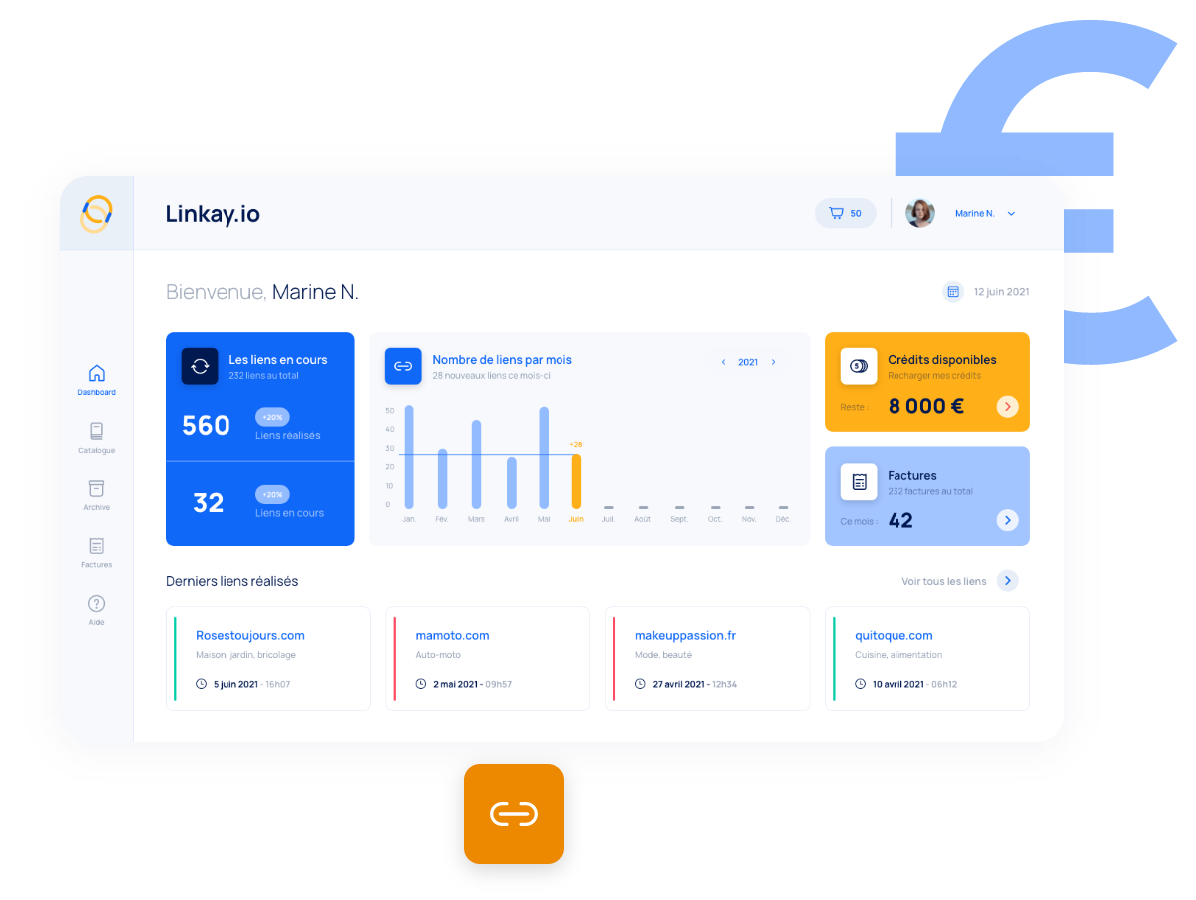 Linkay.io
50
Marine N.
Bienvenue, Marine N.
12 juin 2021
Dashboard
Catalogue
Archive
Factures
Aide
Les liens en cours
232 liens au total
560
+20%
Liens réalisés
32
+20%
Liens en cours
Nombre de liens par mois
28 nouveaux liens ce mois-ci
2021
50
40
30
20
10
0
+28
Jan.
Fév.
Mars
Avril
Mai
Juin
Juil.
Août
Sept.
Oct.
Nov.
Déc.
Crédits disponibles
Recharger mes crédits
Reste :
8 000 €
Factures
232 factures au total
Ce mois :
42
Derniers liens réalisés
Voir tous les liens
Rosestoujours.com
Maison jardin, bricolage
5 juin 2021 - 16h07
mamoto.com
Auto-moto
2 mai 2021 - 09h57
makeuppassion.fr
Mode, beauté
27 avril 2021 - 12h34
quitoque.com
Cuisine, alimentation
10 avril 2021 - 06h12
€